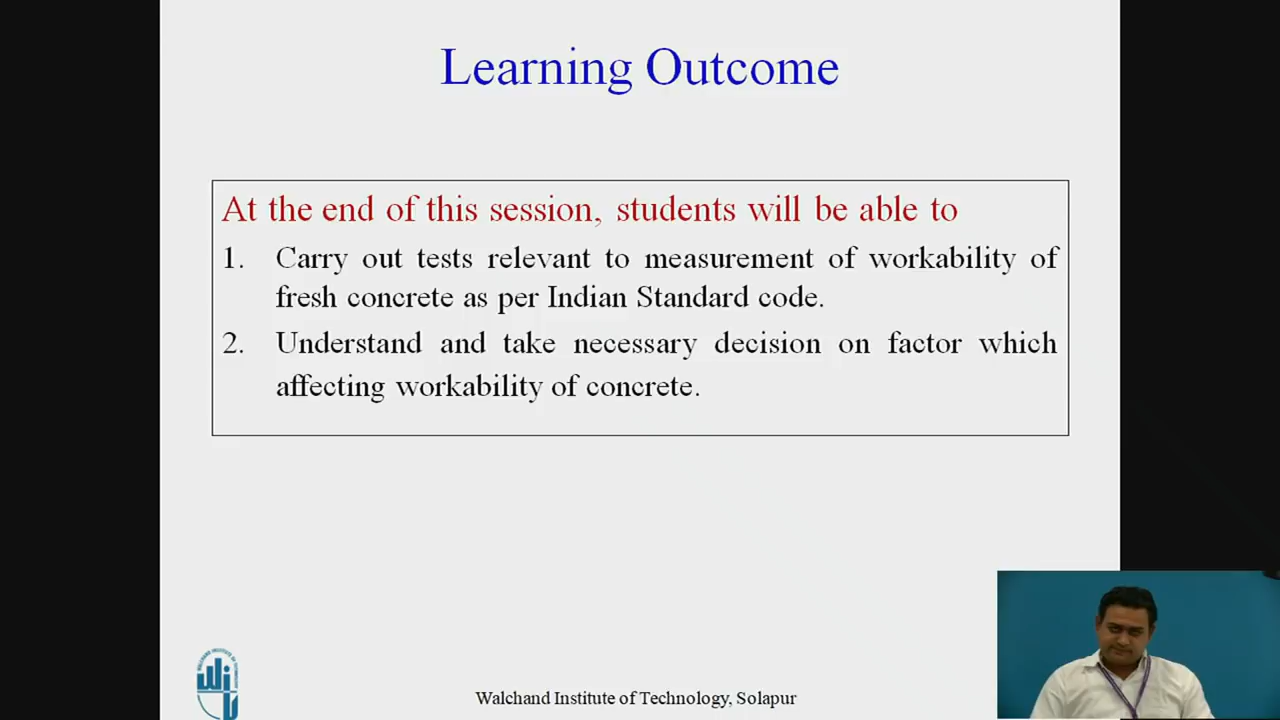 Learning Outcome
At the end of this session, students will be able to
1. Carry out tests relevant to measurement of workability of
fresh concrete as per Indian Standard code.
2. Understand and take necessary decision on factor which
affecting workability of concrete.
Walchand Institute of Technology, Solapur